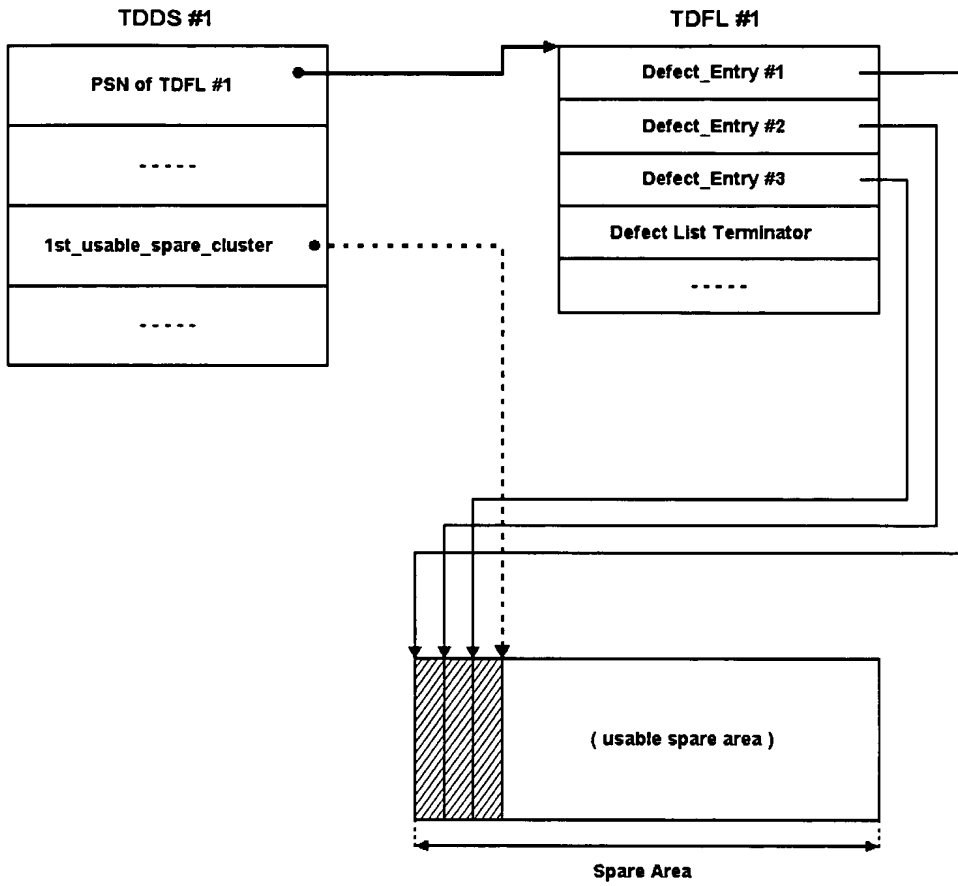 TDDS #1
PSN of TDFL #1
-----
1st_usable_spare_cluster
-----
TDFL #1
Defect_Entry #1
Defect_Entry #2
Defect_Entry #3
Defect List Terminator
-----
( usable spare area )
Spare Area